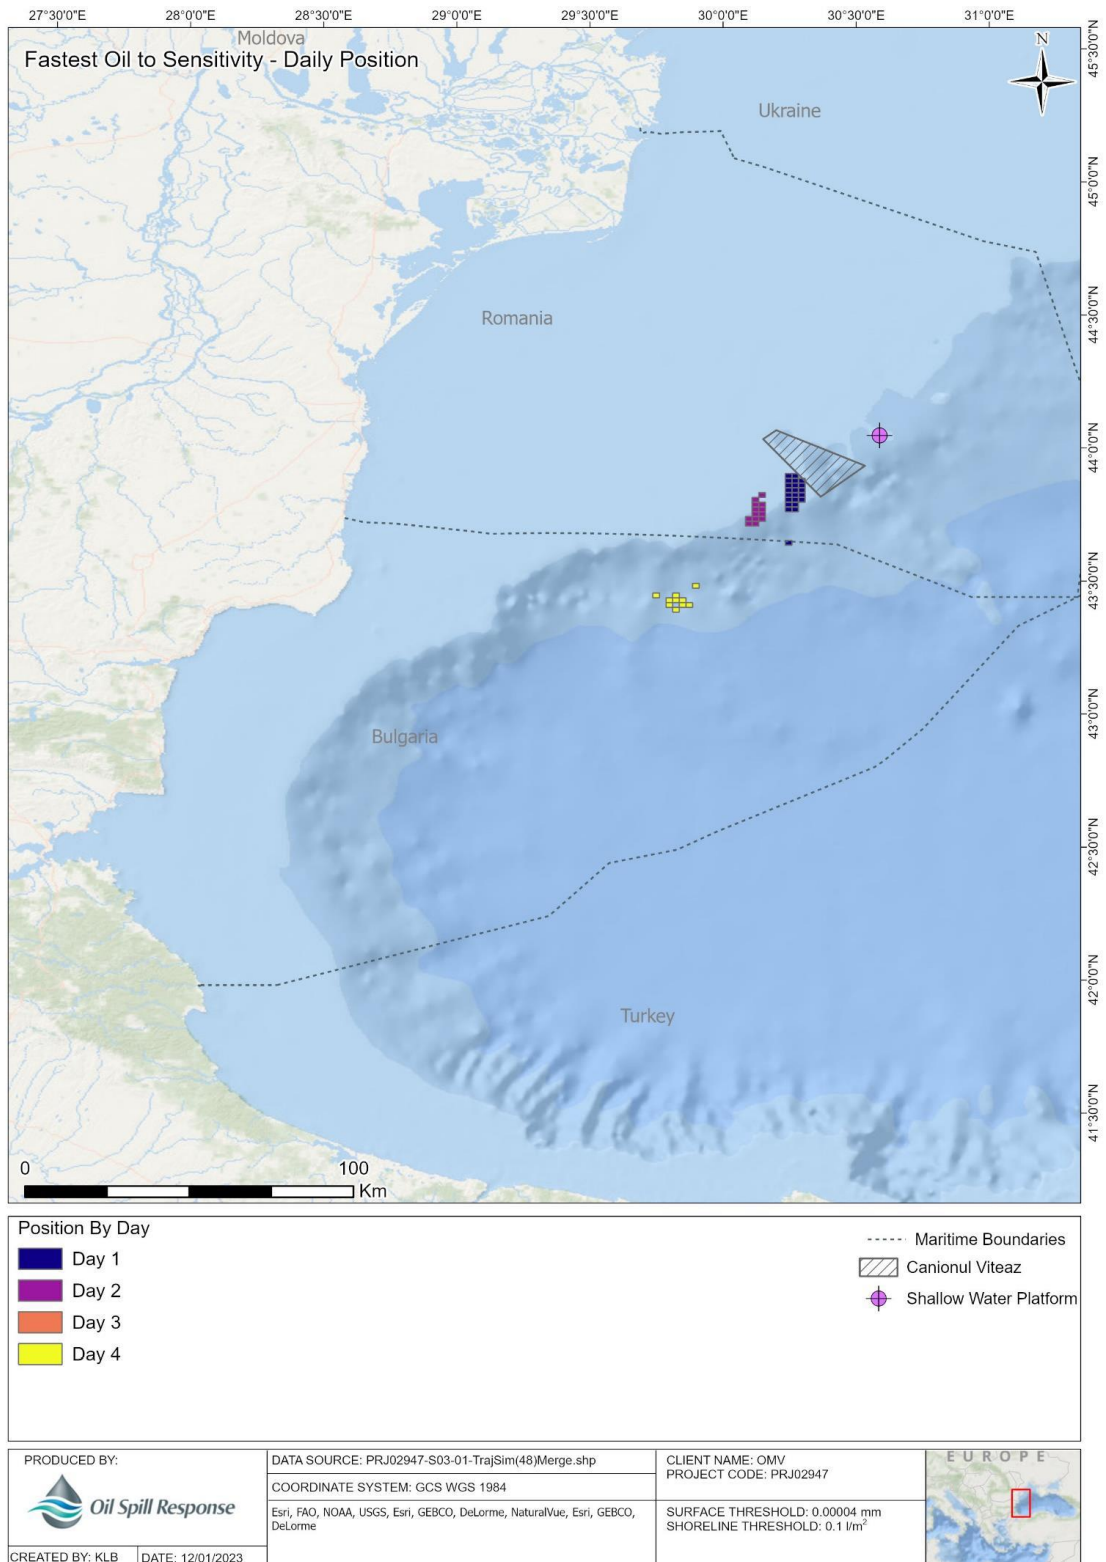 27°30'0"E 28°0'0"E 28°30'0"E 29°0'0"E 29°30'0"E 30°0'0"E 30°30'0"E 31°0'0"E
Moldova
Fastest Oil to Sensitivity - Daily Position
N
45°30'0"N
Ukraine
45°0'0"N
Romania
44°30'0"N
44°0'0"N
43°30'0"N
Bulgaria
43°0'0"N
42°30'0"N
42°0'0"N
Turkey
41°30'0"N
0 100
Km
Position By Day
Day 1
Day 2
Day 3
Day 4
Maritime Boundaries
Canionul Viteaz
Shallow Water Platform
PRODUCED BY:
Oil Spill Response
CREATED BY: KLB
DATE: 12/01/2023
DATA SOURCE: PRJ02947-S03-01-TrajSim(48)Merge.shp
COORDINATE SYSTEM: GCS WGS 1984
Esri, FAO, NOAA, USGS, Esri, GEBCO, DeLorme, NaturalVue, Esri, GEBCO,
DeLorme
CLIENT NAME: OMV
PROJECT CODE: PRJ02947
SURFACE THRESHOLD: 0.00004 mm
SHORELINE THRESHOLD: 0.1 l/m²
EUROPE